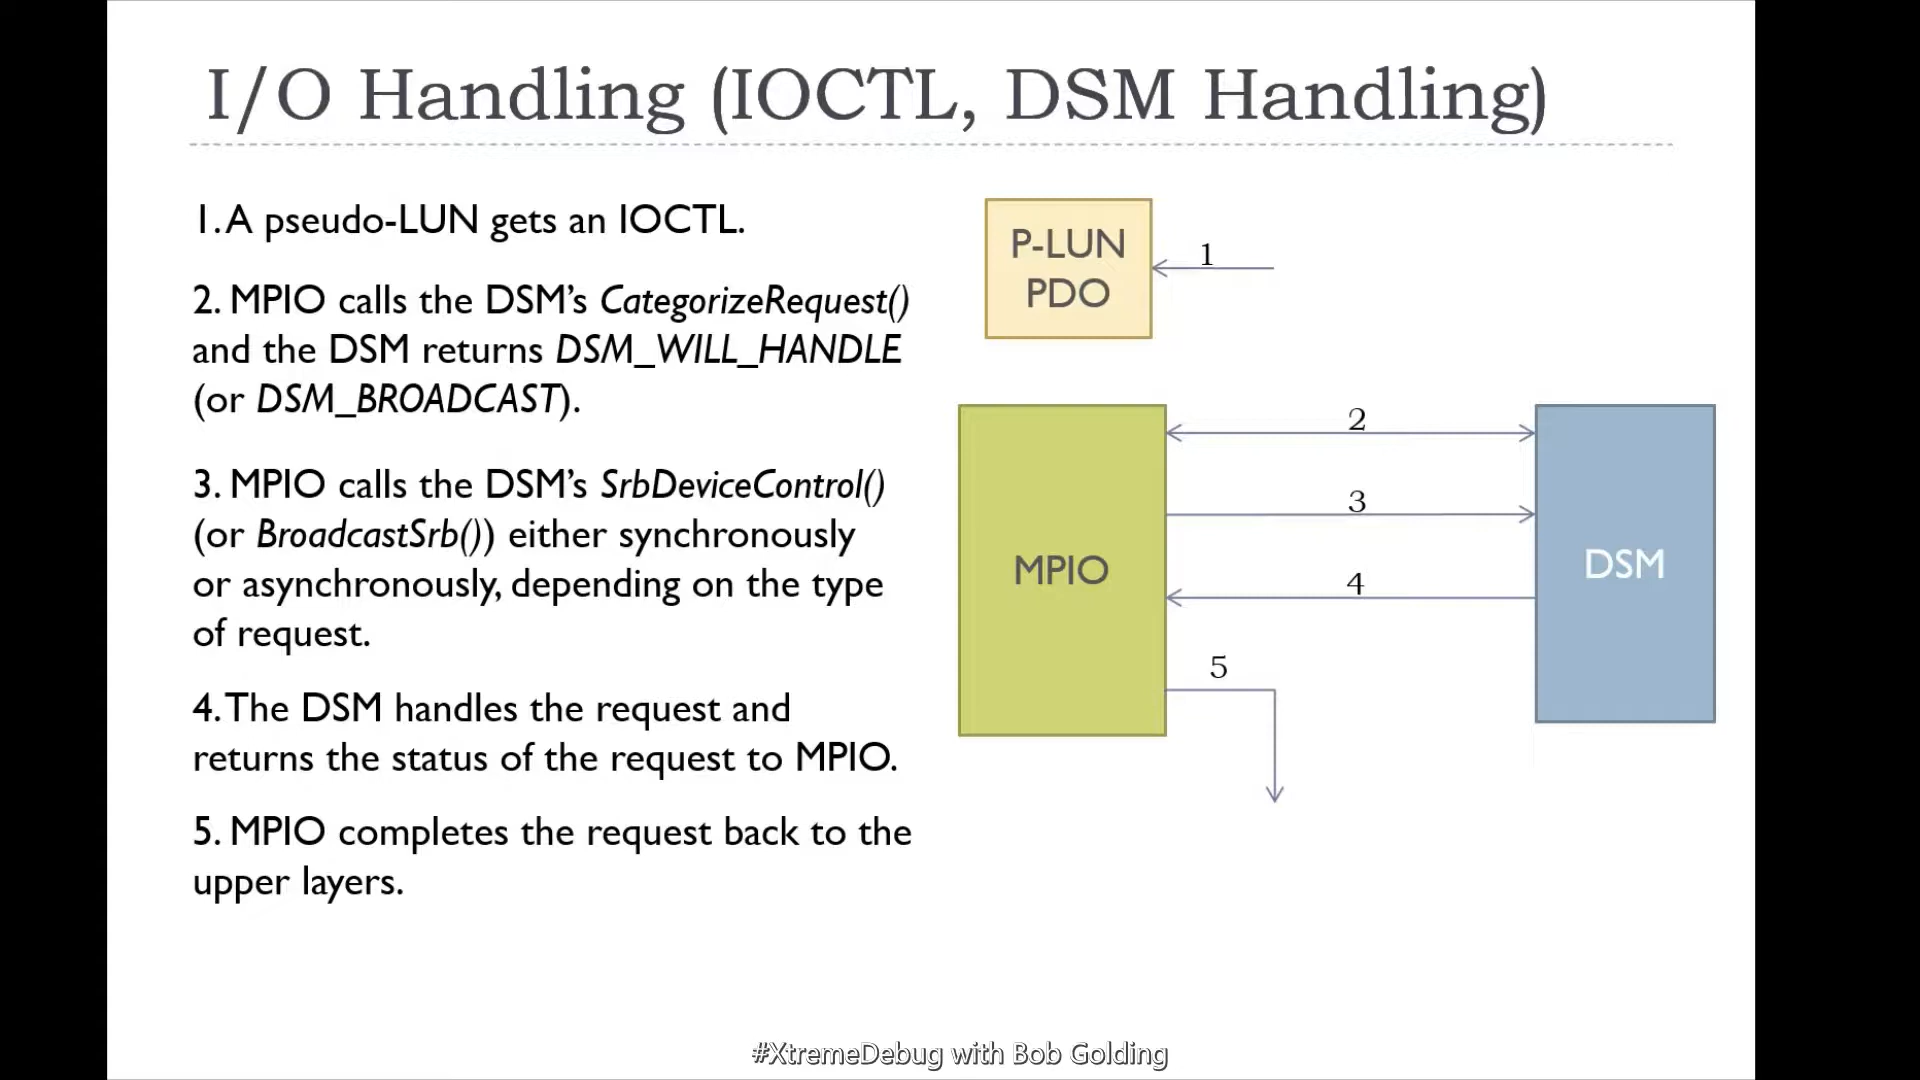 I/O Handling (IOCTL, DSM Handling)
1. A pseudo-LUN gets an IOCTL.
2. MPIO calls the DSM’s CategorizeRequest()
and the DSM returns DSM_WILL_HANDLE
(or DSM_BROADCAST).
3. MPIO calls the DSM’s SrbDeviceControl()
(or BroadcastSrb()) either synchronously
or asynchronously, depending on the type
of request.
4. The DSM handles the request and
returns the status of the request to MPIO.
5. MPIO completes the request back to the
upper layers.
P-LUN
PDO
1
MPIO
2
3
4
5
DSM
#XtremeDebug with Bob Golding